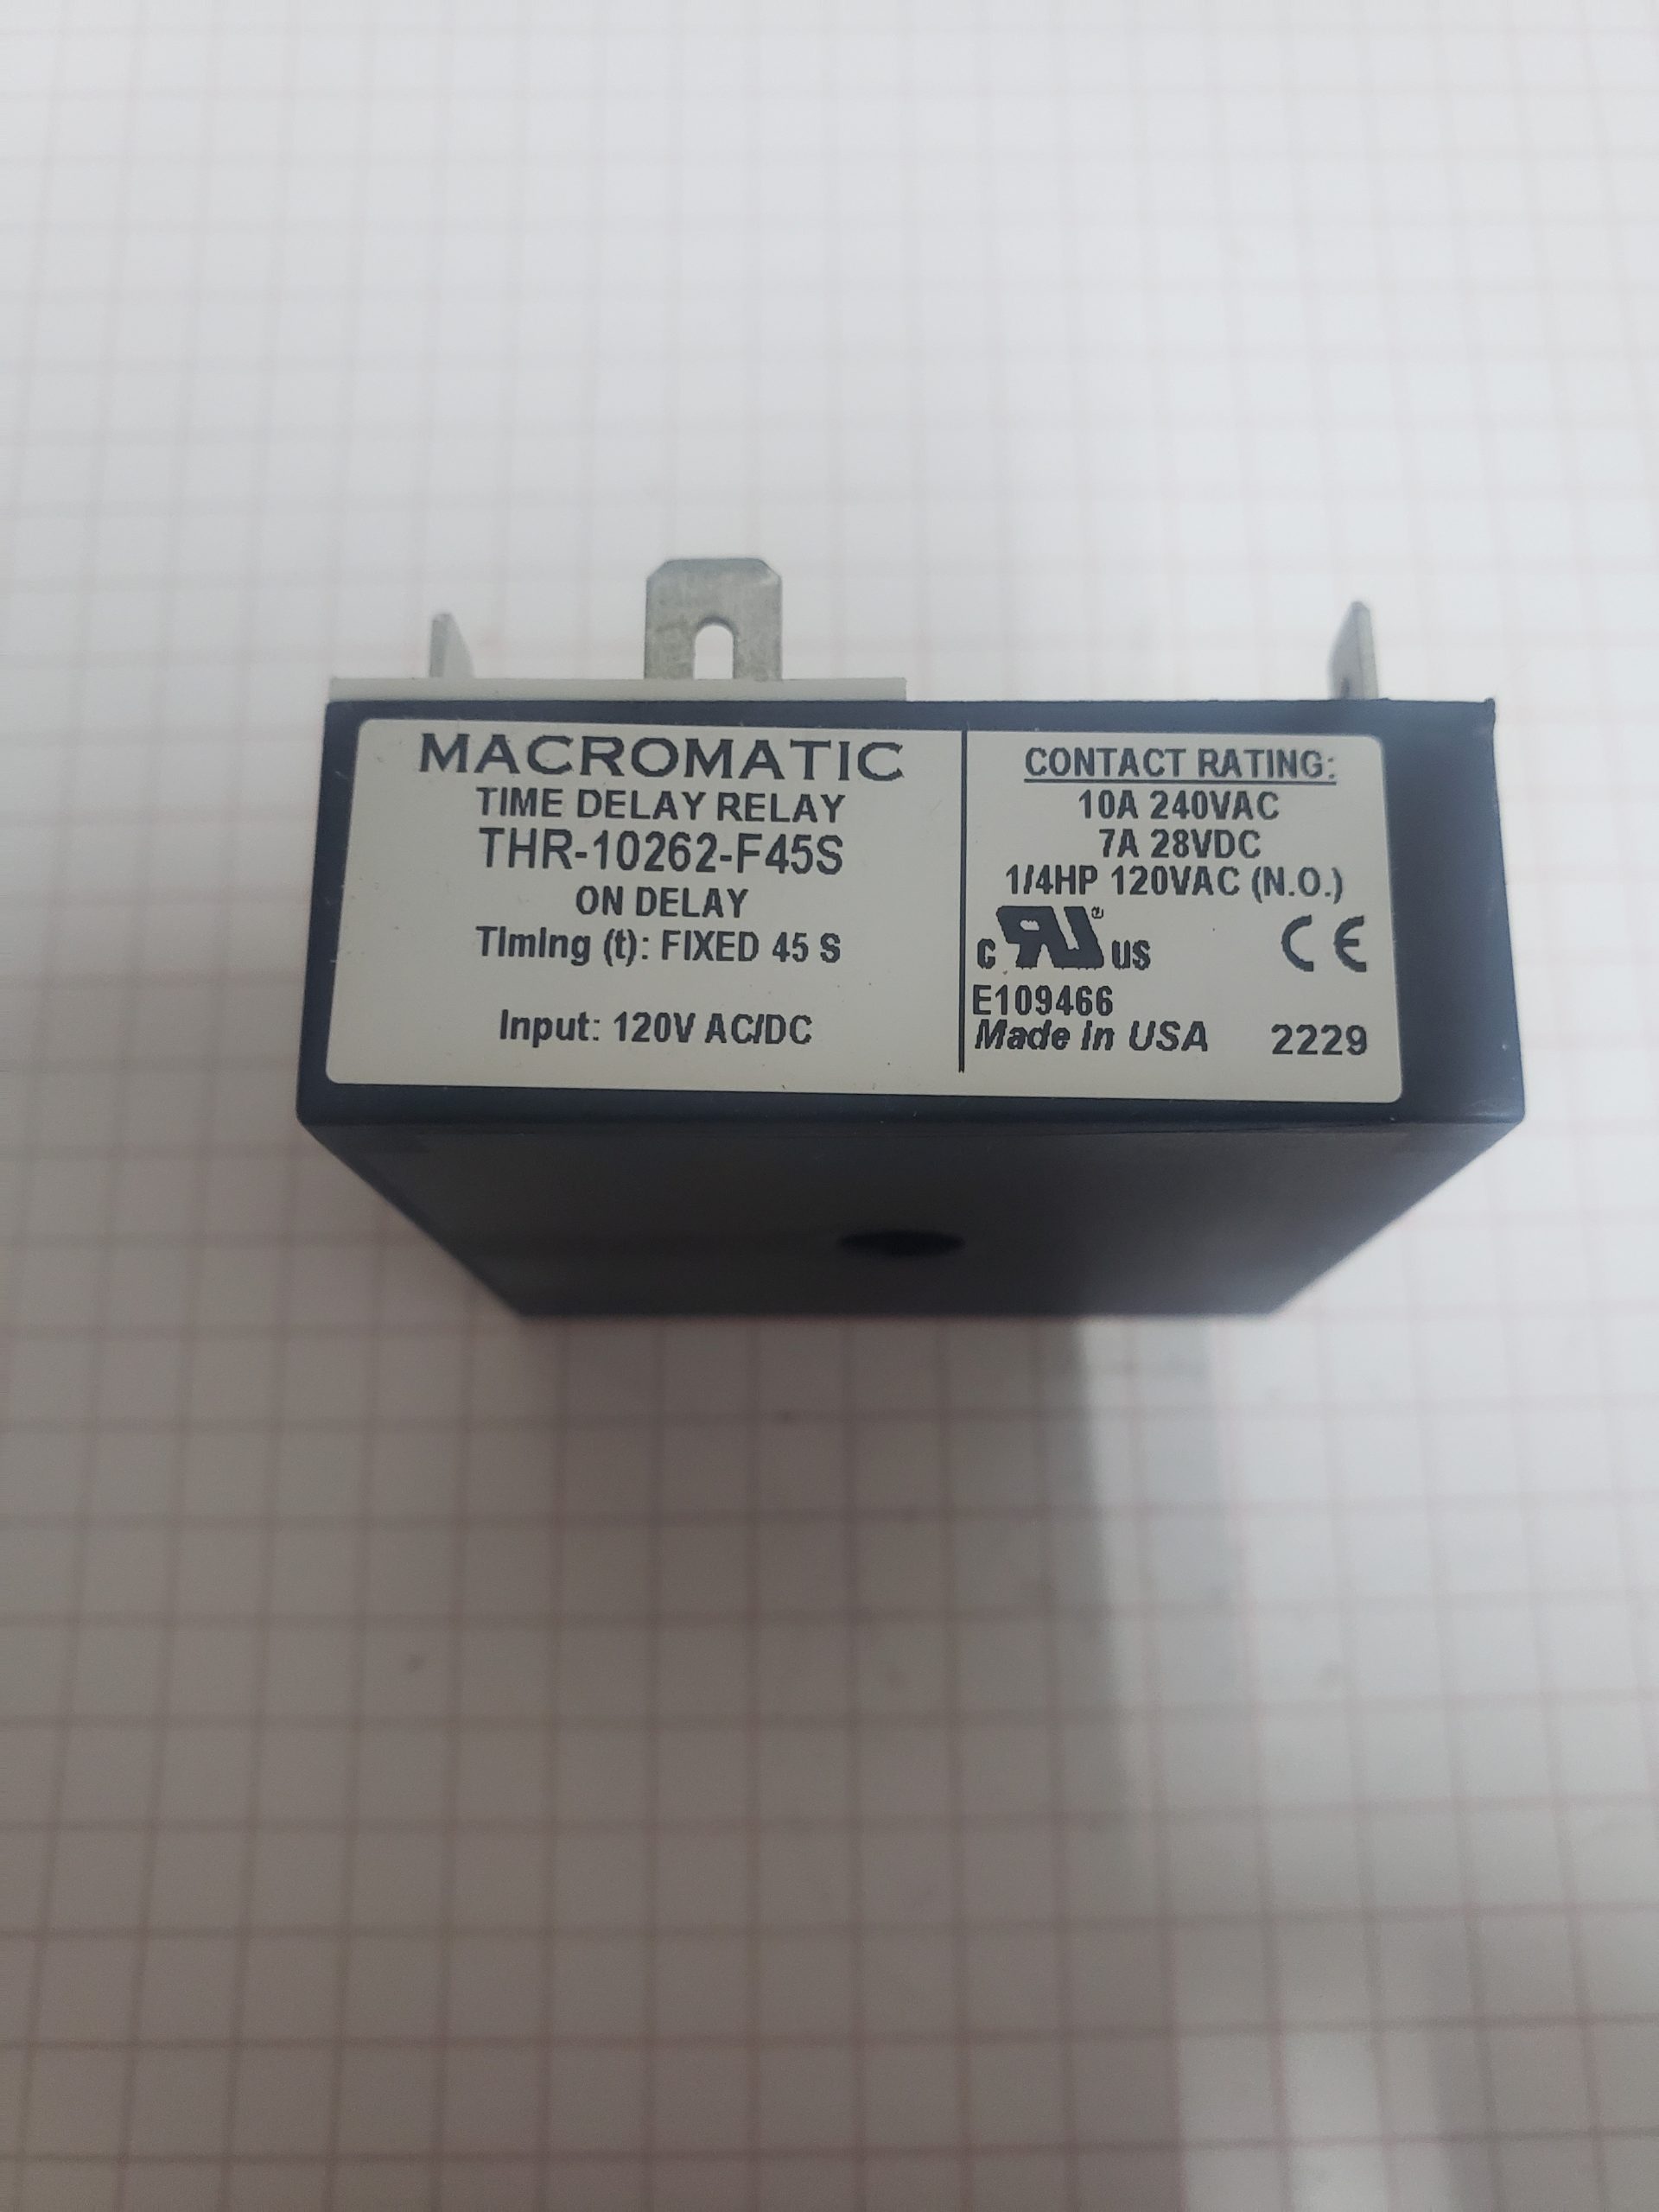 MACROMATIC
TIME DELAY RELAY
THR-10262-F45S
ON DELAY
Timing (t): FIXED 45 S
Input: 120V AC/DC
CONTACT RATING:
10A 240VAC
7A 28VDC
1/4HP 120VAC (N.O.)
C RU® US CE
E109466
Made in USA 2229